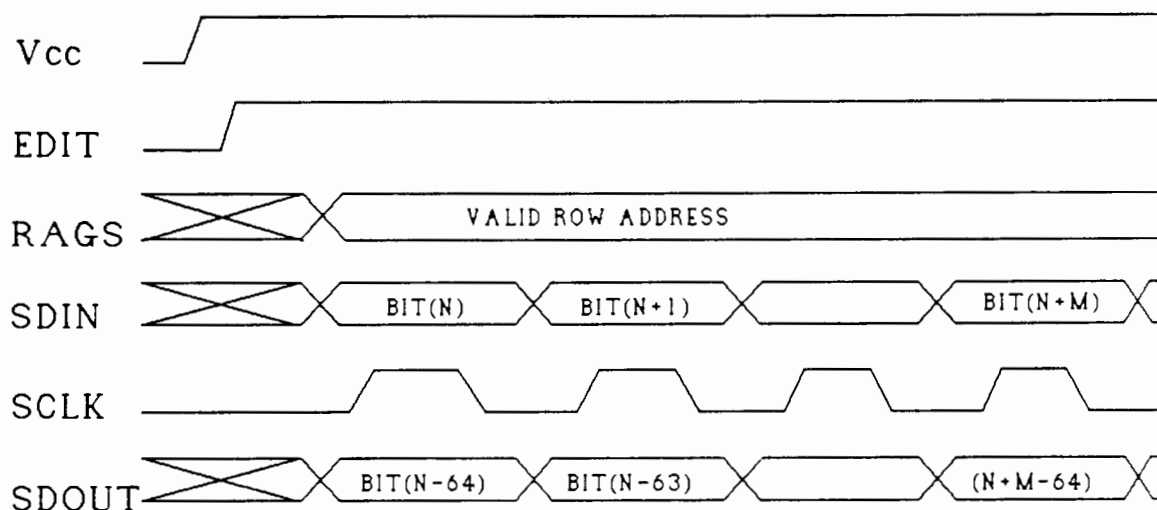 Vcc
EDIT
RAGS VALID ROW ADDRESS
SDIN BIT(N) BIT(N+1) BIT(N+M)
SCLK
SDOUT BIT(N-64) BIT(N-63) (N+M-64)